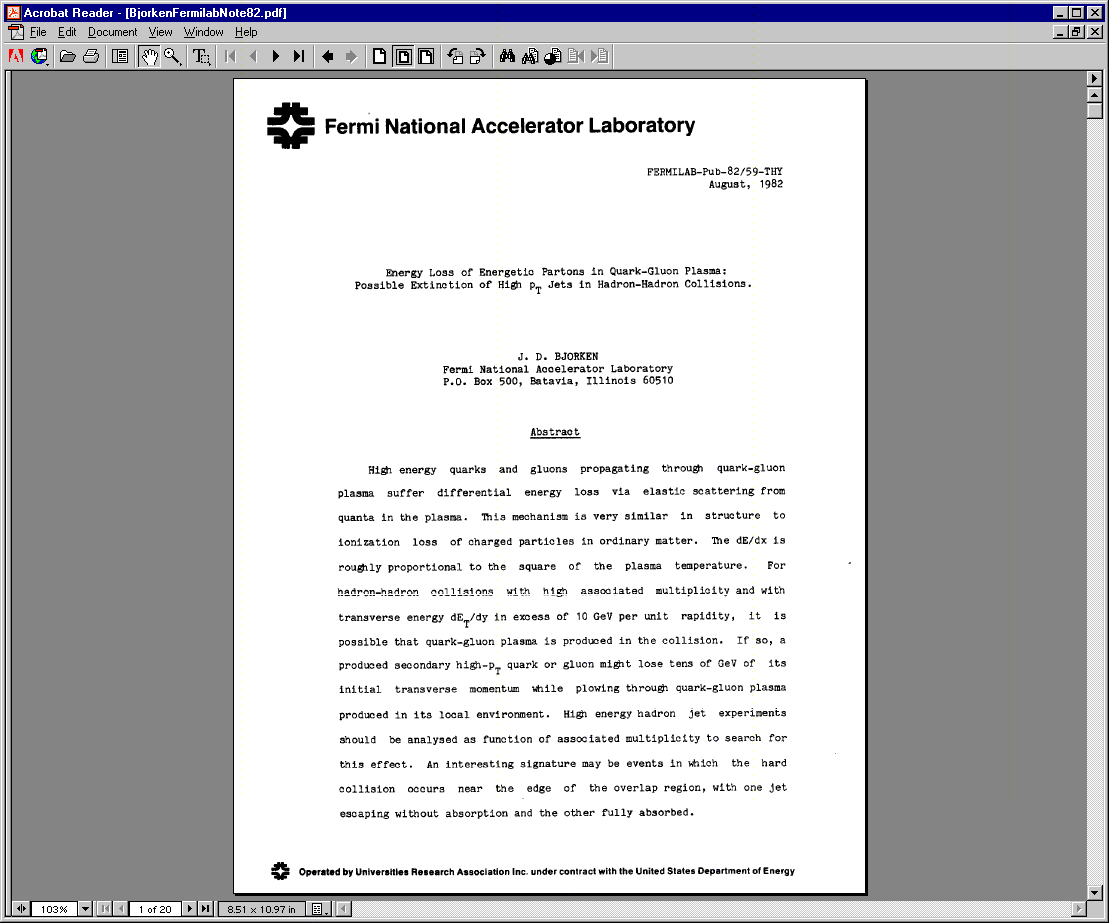 Acrobat Reader - [BjorkenFermilabNote82.pdf]
File Edit Document View Window Help
Fermi National Accelerator Laboratory
FERMILAB-Pub-82/59-THY
August, 1982
Energy Loss of Energetic Partons in Quark-Gluon Plasma:
Possible Extinction of High pT Jets in Hadron-Hadron Collisions.
J. D. BJORKEN
Fermi National Accelerator Laboratory
P.O. Box 500, Batavia, Illinois 60510
Abstract
High energy quarks and gluons propagating through quark-gluon
plasma suffer differential energy loss via elastic scattering from
quanta in the plasma. This mechanism is very similar in structure to
ionization loss of charged particles in ordinary matter. The dE/dx is
roughly proportional to the square of the plasma temperature. For
hadron-hadron collisions with high associated multiplicity and with
transverse energy dET/dy in excess of 10 GeV per unit rapidity, it is
possible that quark-gluon plasma is produced in the collision. If so, a
produced secondary high-pT quark or gluon might lose tens of GeV of its
initial transverse momentum while plowing through quark-gluon plasma
produced in its local environment. High energy hadron jet experiments
should be analysed as function of associated multiplicity to search for
this effect. An interesting signature may be events in which the hard
collision occurs near the edge of the overlap region, with one jet
escaping without absorption and the other fully absorbed.
Operated by Universities Research Association Inc. under contract with the United States Department of Energy
103% 1 of 20 8.51 x 10.97 in